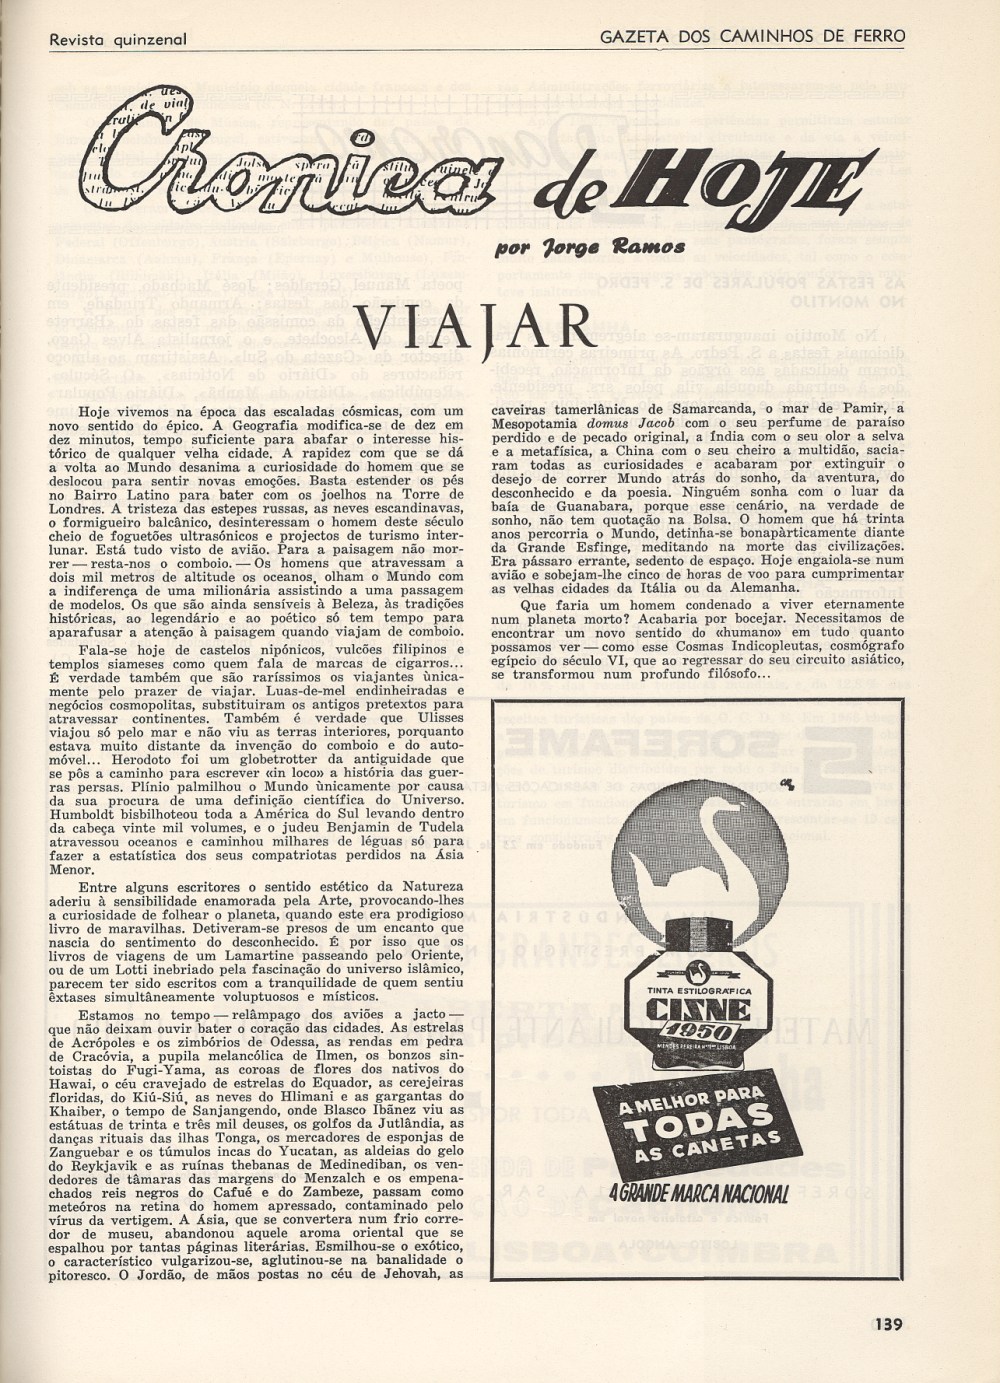 Revista quinzenal
GAZETA DOS CAMINHOS DE FERRO
Cronica de HOJE
por Jorge Ramos
VIAJAR
Hoje vivemos na época das escaladas cósmicas, com um
novo sentido do épico. A Geografia modifica-se de dez em
dez minutos, tempo suficiente para abafar o interesse his-
tórico de qualquer velha cidade. A rapidez com que se dá
a volta ao Mundo desanima a curiosidade do homem que se
deslocou para sentir novas emoções. Basta estender os pés
no Bairro Latino para bater com os joelhos na Torre de
Londres. A tristeza das estepes russas, as neves escandinavas,
o formigueiro balcânico, desinteressam o homem deste século
cheio de foguetões ultrasónicos e projectos de turismo inter-
lunar. Está tudo visto de avião. Para a paisagem não mor-
rer — resta-nos o comboio. — Os homens que atravessam a
dois mil metros de altitude os oceanos, olham o Mundo com
a indiferença de uma milionária assistindo a uma passagem
de modelos. Os que são ainda sensíveis à Beleza, às tradições
históricas, ao legendário e ao poético só tem tempo para
aparafusar a atenção à paisagem quando viajam de comboio.
Fala-se hoje de castelos nipónicos, vulcões filipinos e
templos siameses como quem fala de marcas de cigarros...
É verdade também que são raríssimos os viajantes ùnica-
mente pelo prazer de viajar. Luas-de-mel endinheiradas e
negócios cosmopolitas, substituiram os antigos pretextos para
atravessar continentes. Também é verdade que Ulisses
viajou só pelo mar e não viu as terras interiores, porquanto
estava muito distante da invenção do comboio e do auto-
móvel... Herodoto foi um globetrotter da antiguidade que
se pôs a caminho para escrever «in loco» a história das guer-
ras persas. Plínio palmilhou o Mundo ùnicamente por causa
da sua procura de uma definição científica do Universo.
Humboldt bisbilhoteou toda a América do Sul levando dentro
da cabeça vinte mil volumes, e o judeu Benjamin de Tudela
atravessou oceanos e caminhou milhares de léguas só para
fazer a estatística dos seus compatriotas perdidos na Ásia
Menor.
Entre alguns escritores o sentido estético da Natureza
aderiu à sensibilidade enamorada pela Arte, provocando-lhes
a curiosidade de folhear o planeta, quando este era prodigioso
livro de maravilhas. Detiveram-se presos de um encanto que
nascia do sentimento do desconhecido. É por isso que os
livros de viagens de um Lamartine passeando pelo Oriente,
ou de um Lotti inebriado pela fascinação do universo islâmico,
parecem ter sido escritos com a tranquilidade de quem sentiu
êxtases simultâneamente voluptuosos e místicos.
Estamos no tempo — relâmpago dos aviões a jacto —
que não deixam ouvir bater o coração das cidades. As estrelas
de Acrópoles e os zimbórios de Odessa, as rendas em pedra
de Cracóvia, a pupila melancólica de Ilmen, os bonzos sin-
toistas do Fugi-Yama, as coroas de flores dos nativos do
Hawai, o céu cravejado de estrelas do Equador, as cerejeiras
floridas, do Kiú-Siú, as neves do Hlimani e as gargantas do
Khaiber, o tempo de Sanjangendo, onde Blasco Ibãnez viu as
estátuas de trinta e três mil deuses, os golfos da Jutlândia, as
danças rituais das ilhas Tonga, os mercadores de esponjas de
Zanguebar e os túmulos incas do Yucatan, as aldeias do gelo
do Reykjavik e as ruínas thebanas de Medinediban, os ven-
dedores de tâmaras das margens do Menzalch e os empena-
chados reis negros do Cafué e do Zambeze, passam como
meteóros na retina do homem apressado, contaminado pelo
vírus da vertigem. A Ásia, que se convertera num frio corre-
dor de museu, abandonou aquele aroma oriental que se
espalhou por tantas páginas literárias. Esmilhou-se o exótico,
o característico vulgarizou-se, aglutinou-se na banalidade o
pitoresco. O Jordão, de mãos postas no céu de Jehovah, as
caveiras tamerlânicas de Samarcanda, o mar de Pamir, a
Mesopotamia domus Jacob com o seu perfume de paraíso
perdido e de pecado original, a Índia com o seu olor a selva
e a metafísica, a China com o seu cheiro a multidão, sacia-
ram todas as curiosidades e acabaram por extinguir o
desejo de correr Mundo atrás do sonho, da aventura, do
desconhecido e da poesia. Ninguém sonha com o luar da
baía de Guanabara, porque esse cenário, na verdade de
sonho, não tem quotação na Bolsa. O homem que há trinta
anos percorria o Mundo, detinha-se bonapàrticamente diante
da Grande Esfinge, meditando na morte das civilizações.
Era pássaro errante, sedento de espaço. Hoje engaiola-se num
avião e sobejam-lhe cinco de horas de voo para cumprimentar
as velhas cidades da Itália ou da Alemanha.
Que faria um homem condenado a viver eternamente
num planeta morto? Acabaria por bocejar. Necessitamos de
encontrar um novo sentido do «humano» em tudo quanto
possamos ver — como esse Cosmas Indicopleutas, cosmógrafo
egípcio do século VI, que ao regressar do seu circuito asiático,
se transformou num profundo filósofo...
TINTA ESTILOGRAFICA
CISNE
1950
MENDES PEREIRA LISBOA
A MELHOR PARA
TODAS
AS CANETAS
A GRANDE MARCA NACIONAL
139